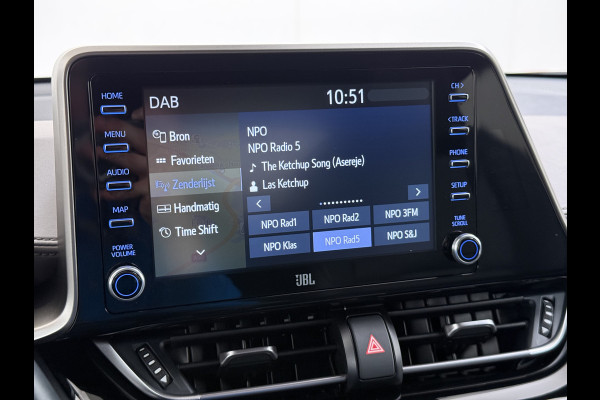 DAB
10:51
HOME
MENU
AUDIO
MAP
POWER
VOLUME
Bron
Favorieten
Zenderlijst
Handmatig
Time Shift
NPO
NPO Radio 5
The Ketchup Song (Asereje)
Las Ketchup
NPO Rad1
NPO Rad2
NPO 3FM
NPO Klas
NPO Rad5
NPO S&J
CH>
<TRACK
PHONE
SETUP
TUNE
SCROLL
JBL